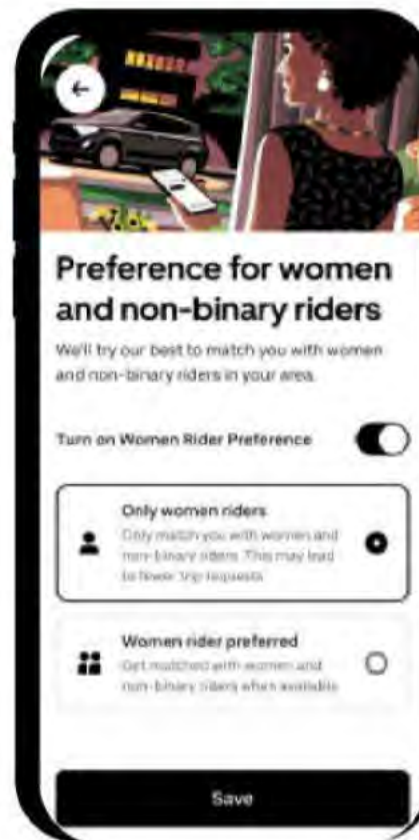 Preference for women
and non-binary riders
We'll try our best to match you with women
and non-binary riders in your area.
Turn on Women Rider Preference
Only women riders
Only match you with women and
non-binary riders. This may lead
to fewer trip requests
Women rider preferred
Get matched with women and
non-binary riders when available
Save